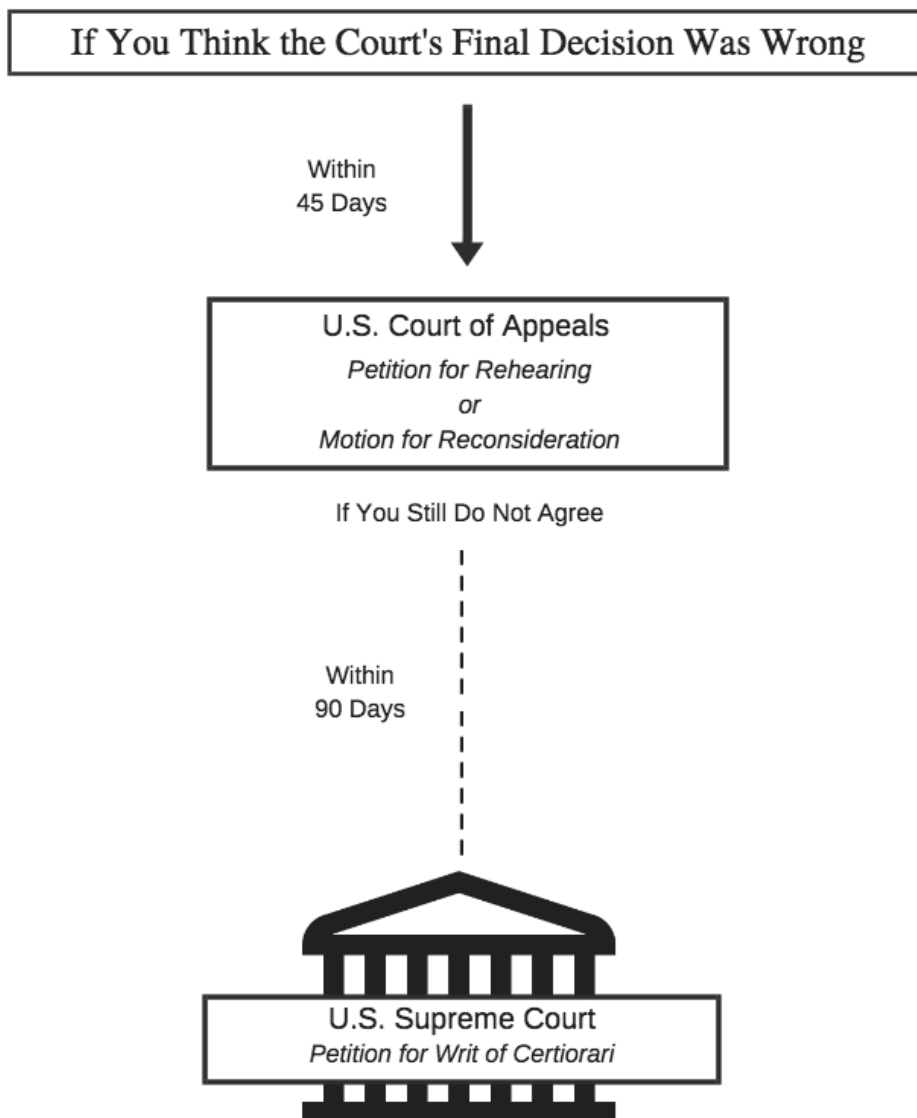 If You Think the Court's Final Decision Was Wrong
Within
45 Days
U.S. Court of Appeals
Petition for Rehearing
or
Motion for Reconsideration
If You Still Do Not Agree
Within
90 Days
U.S. Supreme Court
Petition for Writ of Certiorari